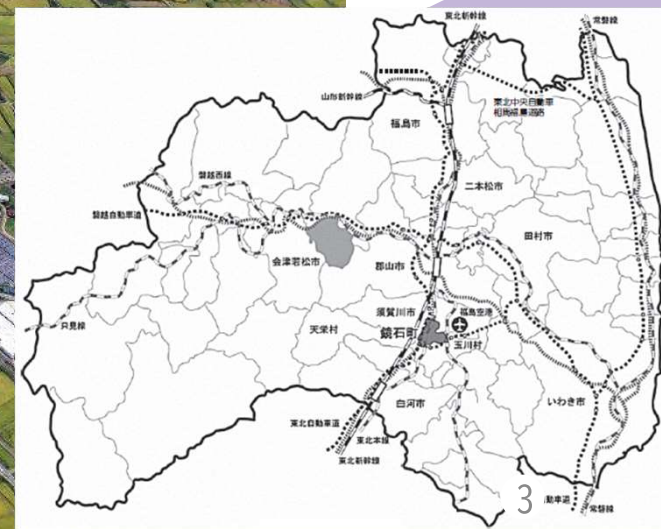 東北新幹線
常磐線
山形新幹線
東北中央自動車
相馬福島道路
福島市
磐越西線
二本松市
磐越自動車道
田村市
会津若松市
郡山市
只見線
須賀川市
福島空港
天栄村
鏡石町
玉川村
白河市
いわき市
東北自動車道
東北本線
東北新幹線
3
動車道
常磐線